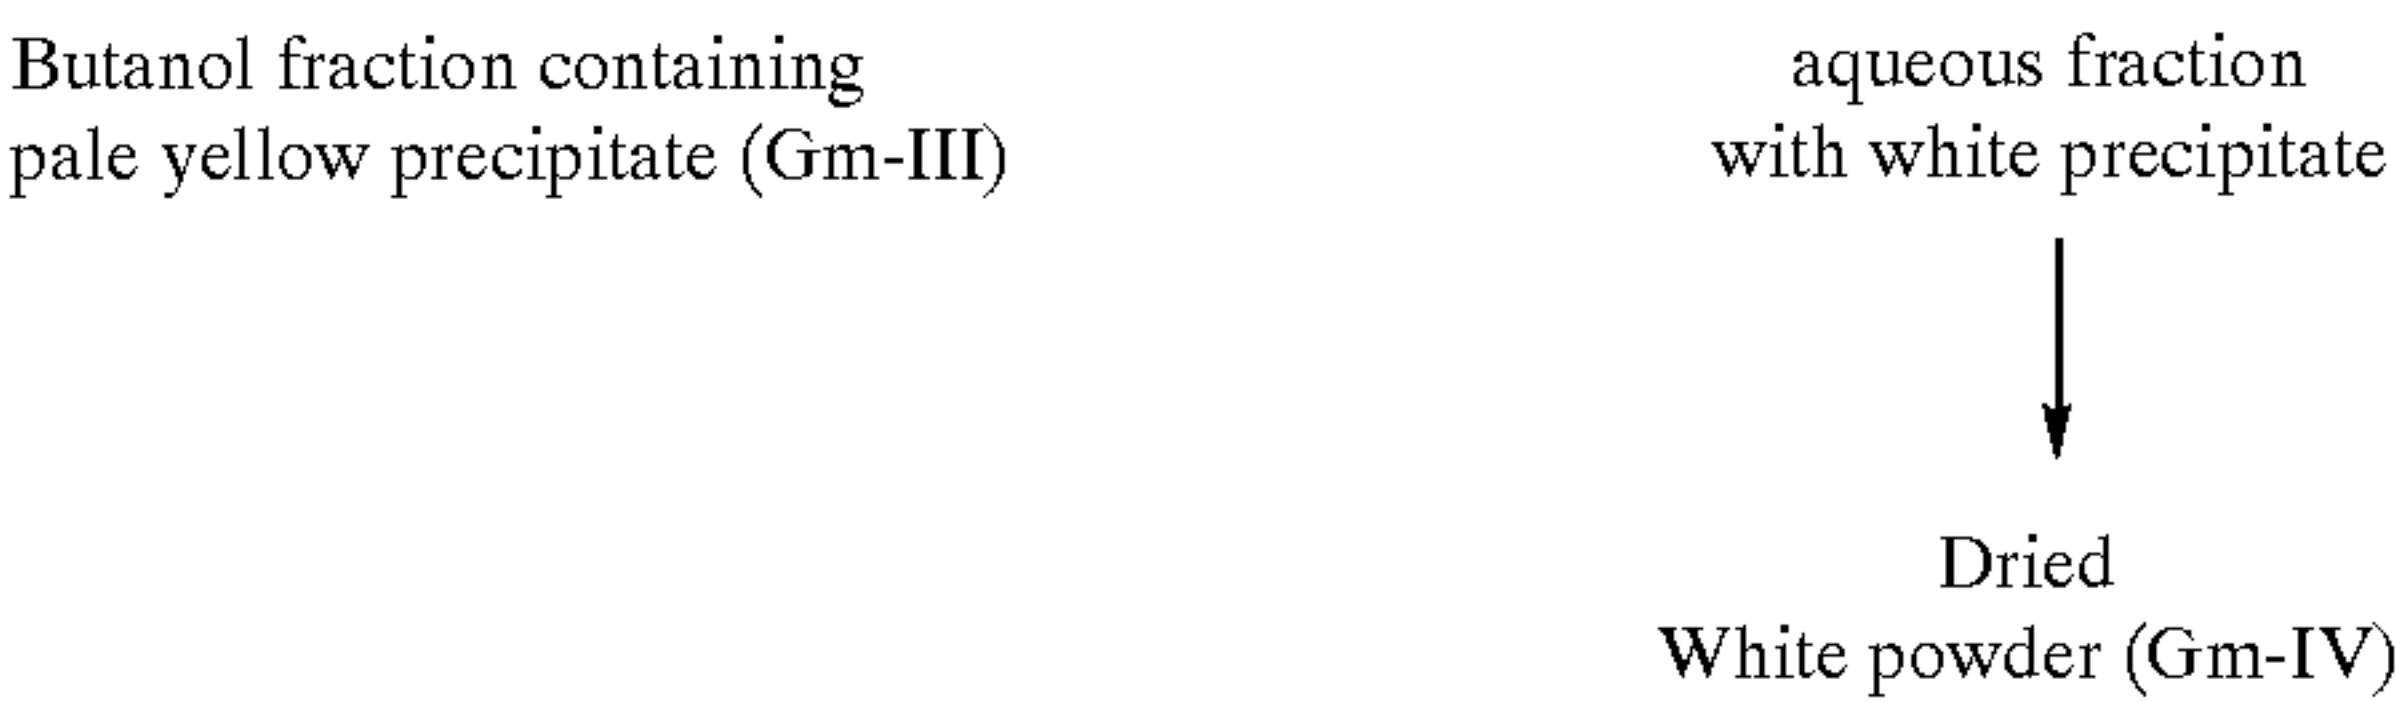 Butanol fraction containing
pale yellow precipitate (Gm-III)
aqueous fraction
with white precipitate
Dried
White powder (Gm-IV)